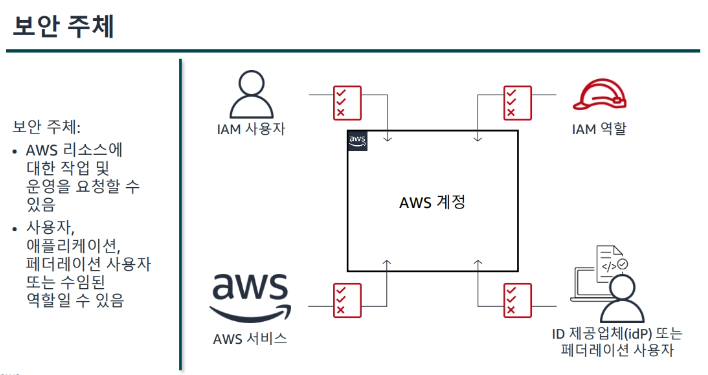 보안 주체
보안 주체:
• AWS 리소스에
대한 작업 및
운영을 요청할 수
있음
• 사용자,
애플리케이션,
페더레이션 사용자
또는 수임된
역할일 수 있음
IAM 사용자
IAM 역할
aws
AWS 계정
</>
aws
AWS 서비스
ID 제공업체(idP) 또는
페더레이션 사용자